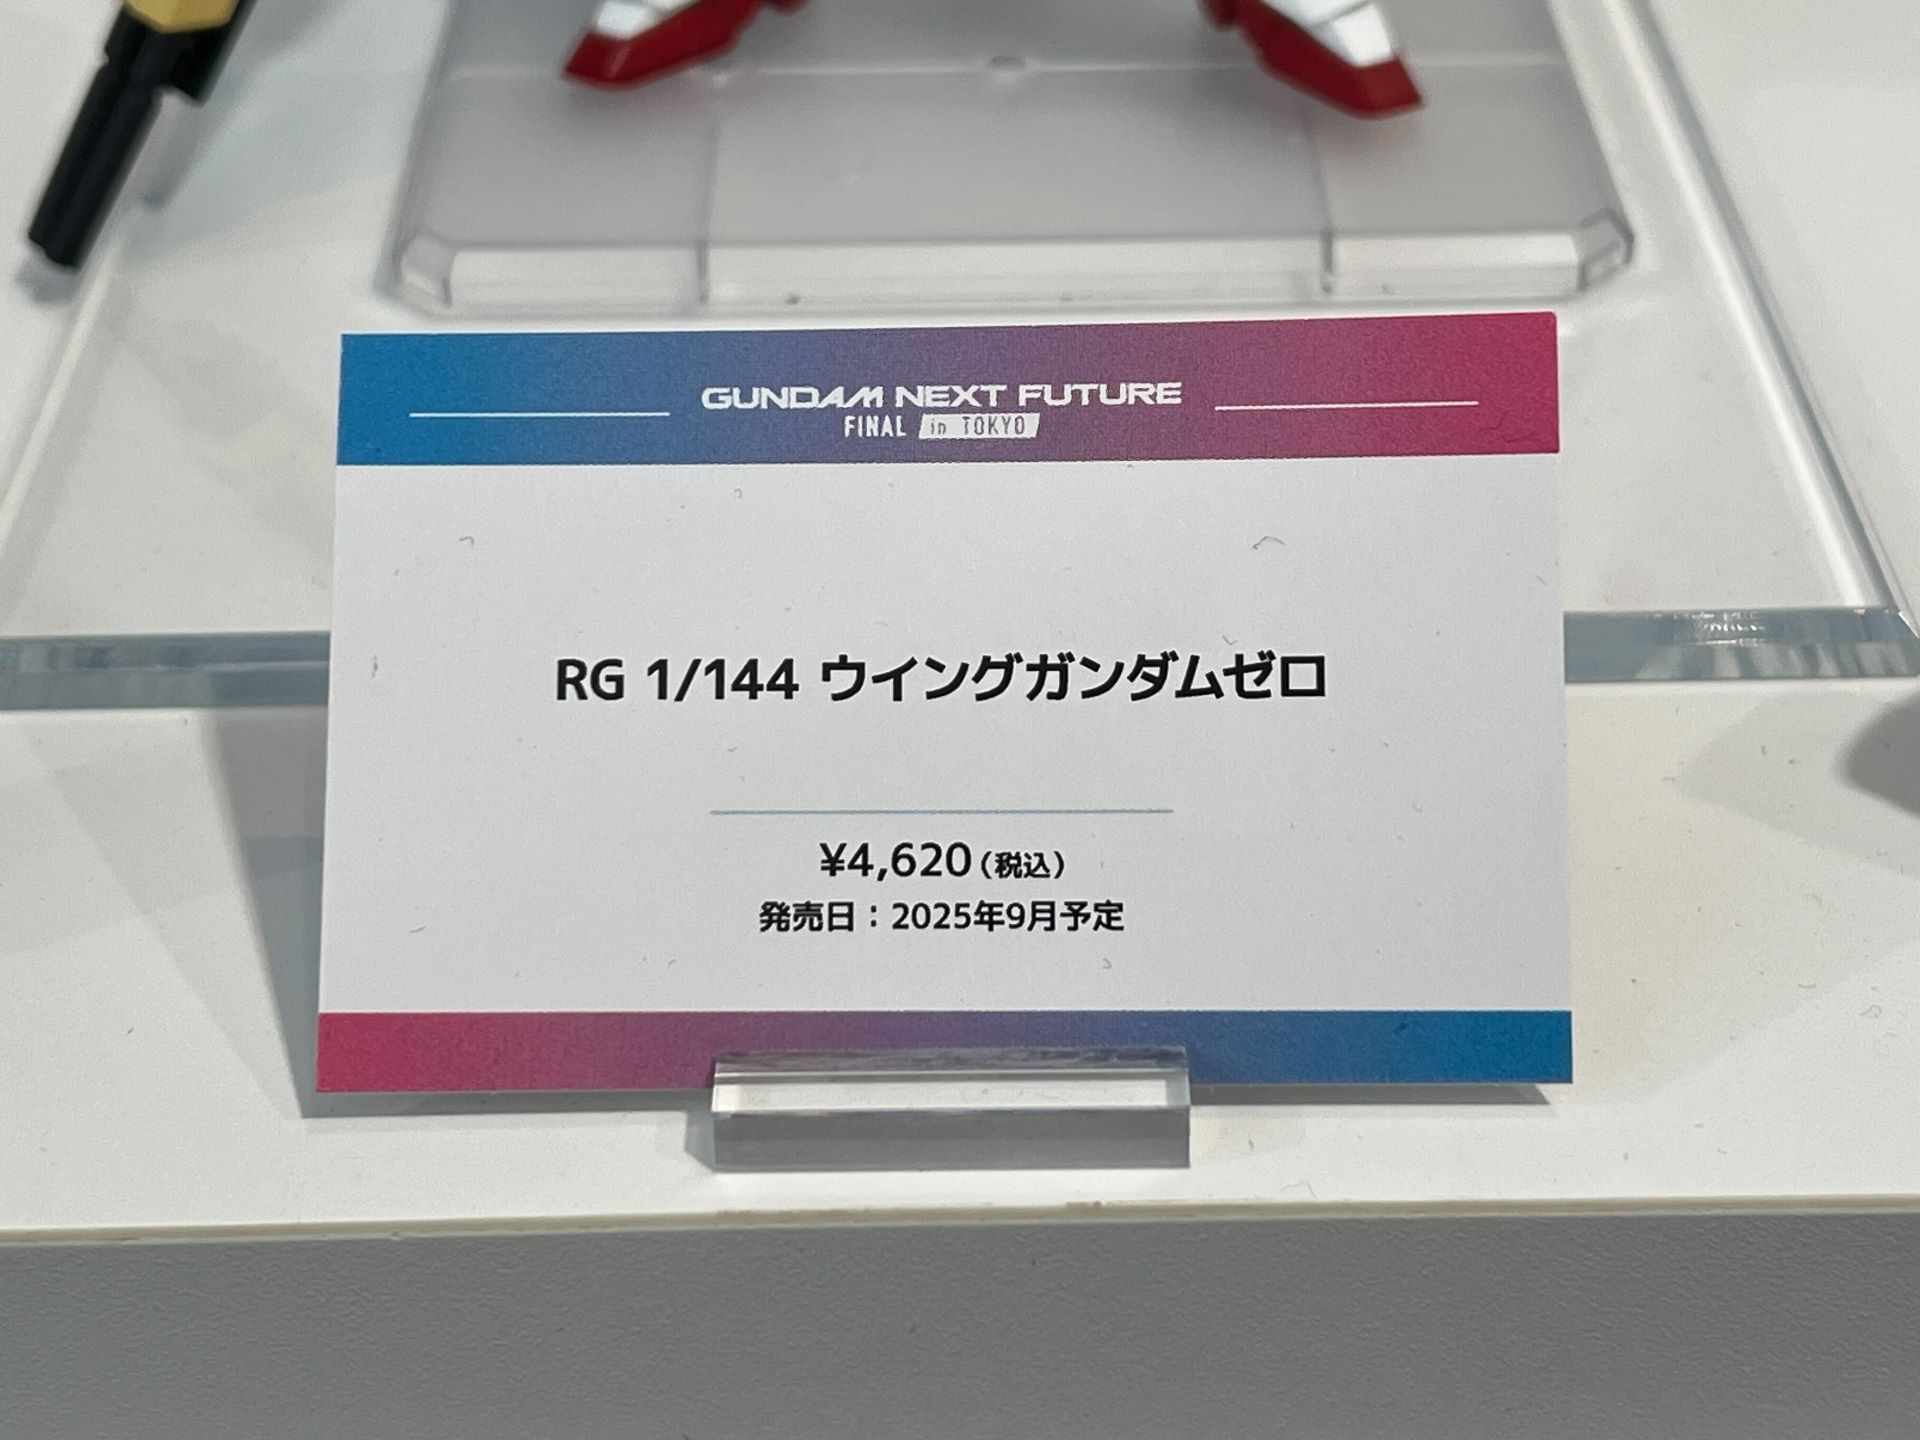 GUNDAM NEXT FUTURE
FINAL in TOKYO
RG 1/144 ウイングガンダムゼロ
¥4,620(税込)
発売日：2025年9月予定